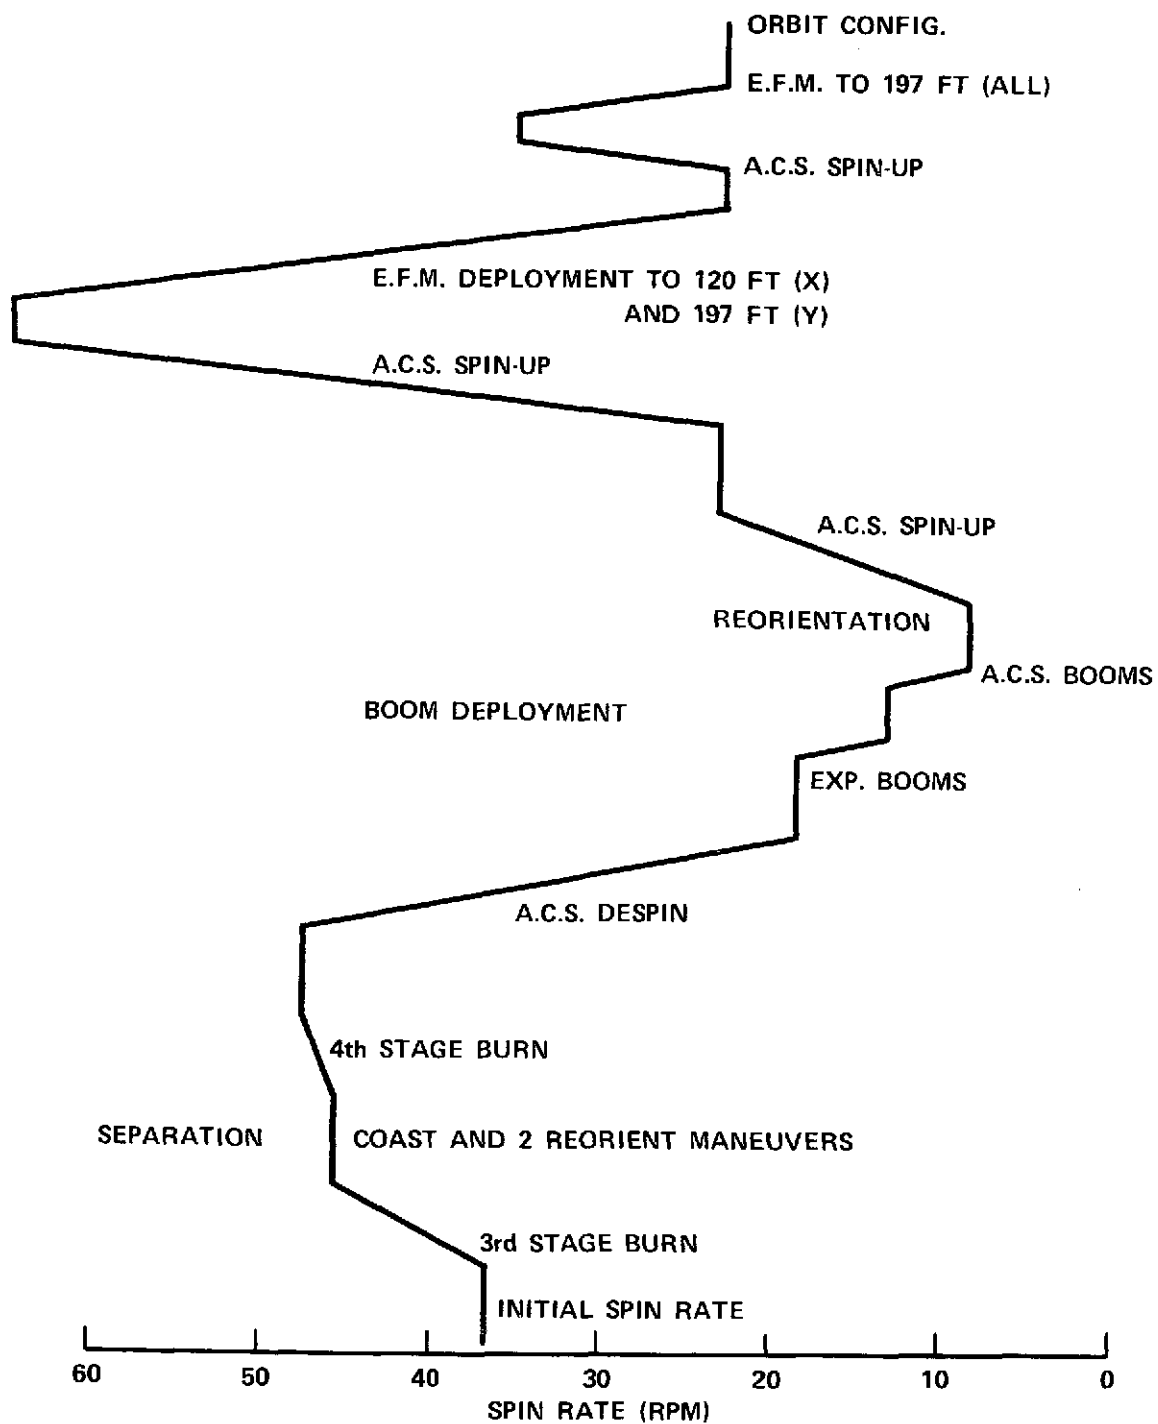 ORBIT CONFIG.
E.F.M. TO 197 FT (ALL)
A.C.S. SPIN-UP
E.F.M. DEPLOYMENT TO 120 FT (X)
AND 197 FT (Y)
A.C.S. SPIN-UP
A.C.S. SPIN-UP
REORIENTATION
A.C.S. BOOMS
BOOM DEPLOYMENT
EXP. BOOMS
A.C.S. DESPIN
4th STAGE BURN
SEPARATION
COAST AND 2 REORIENT MANEUVERS
3rd STAGE BURN
INITIAL SPIN RATE
60 50 40 30 20 10 0
SPIN RATE (RPM)